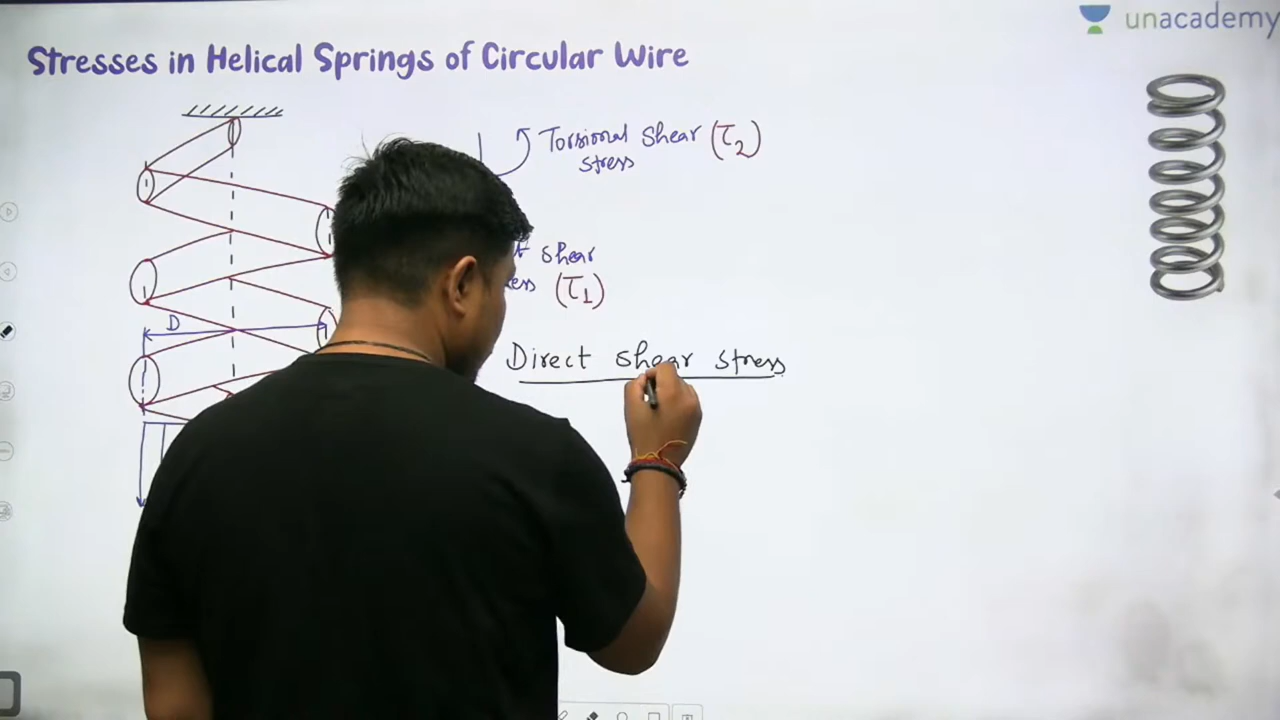 unacademy
Stresses in Helical Springs of Circular Wire
Torsional Shear (τ2)
stress
shear
(τ1)
D
Direct shear stress